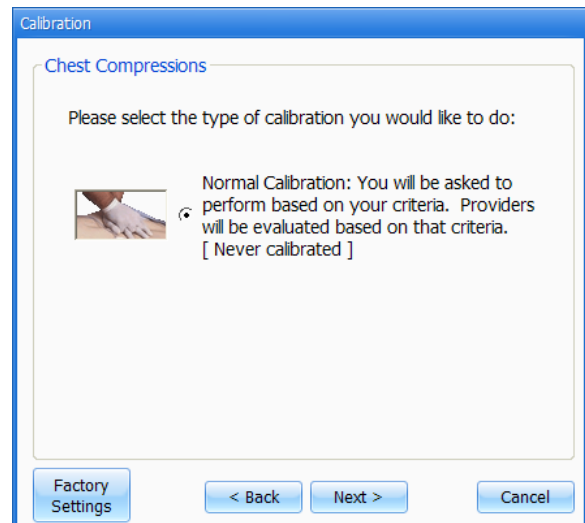 Calibration
Chest Compressions
Please select the type of calibration you would like to do:
Normal Calibration: You will be asked to
perform based on your criteria.  Providers
will be evaluated based on that criteria.
[ Never calibrated ]
Factory
Settings
< Back
Next >
Cancel